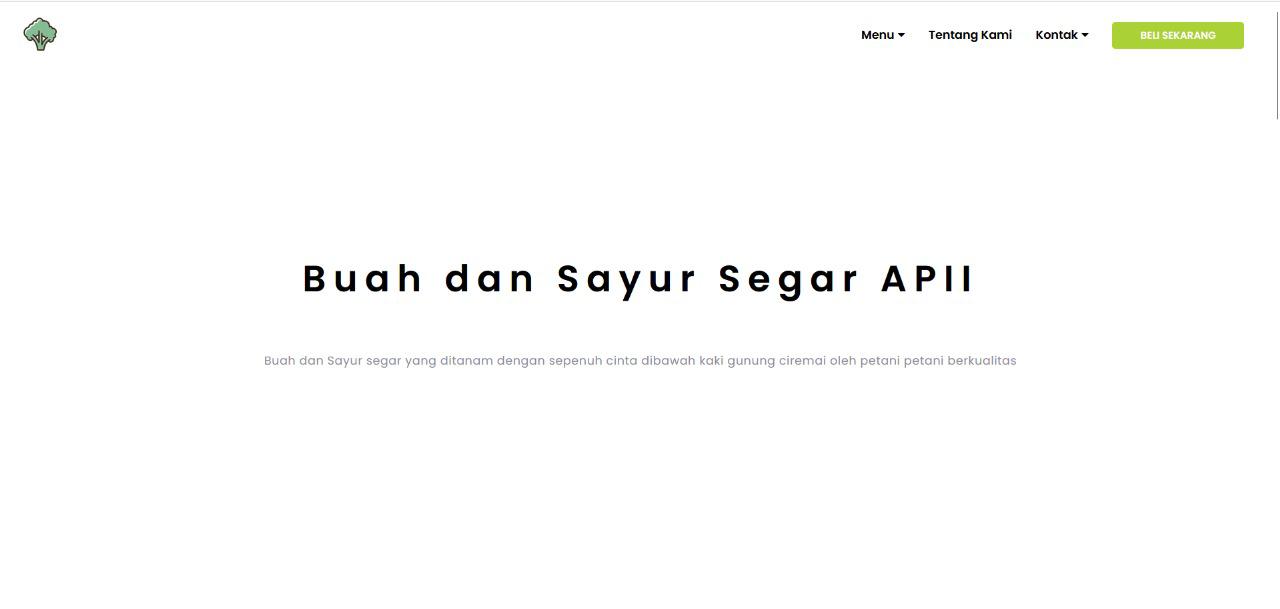 Menu
Tentang Kami
Kontak
BELI SEKARANG
Buah dan Sayur Segar APII
Buah dan Sayur segar yang ditanam dengan sepenuh cinta dibawah kaki gunung ciremai oleh petani petani berkualitas